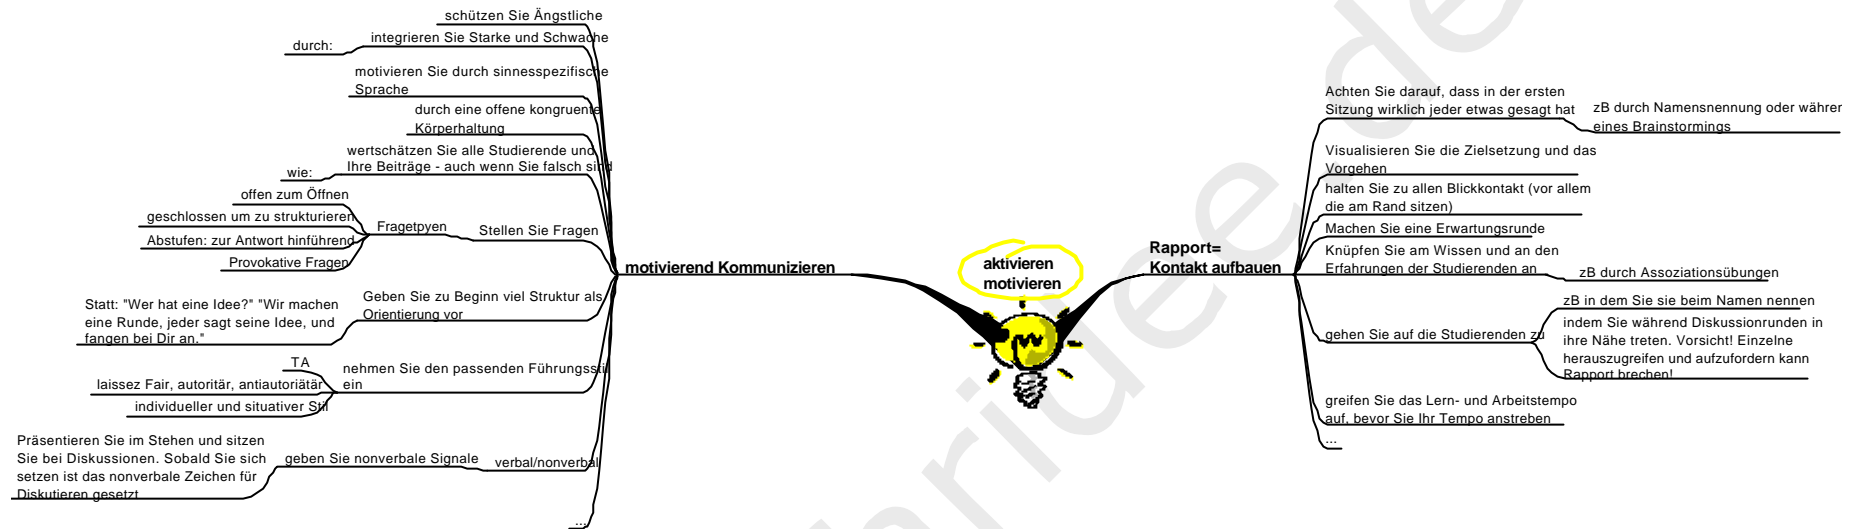 schützen Sie Ängstliche
durch:
integrieren Sie Starke und Schwache
motivieren Sie durch sinnesspezifische
Sprache
durch eine offene kongruente
Körperhaltung
wertschätzen Sie alle Studierende und
Ihre Beiträge - auch wenn Sie falsch sind
wie:
offen zum Öffnen
geschlossen um zu strukturieren
Abstufen: zur Antwort hinführend
Provokative Fragen
Fragetpyen
Stellen Sie Fragen
motivierend Kommunizieren
Geben Sie zu Beginn viel Struktur als
Orientierung vor
Statt: "Wer hat eine Idee?" "Wir machen
eine Runde, jeder sagt seine Idee, und
fangen bei Dir an."
TA
laissez Fair, autoritär, antiautoriätär
individueller und situativer Stil
nehmen Sie den passenden Führungsstil
ein
Präsentieren Sie im Stehen und sitzen
Sie bei Diskussionen. Sobald Sie sich
setzen ist das nonverbale Zeichen für
Diskutieren gesetzt
geben Sie nonverbale Signale
verbal/nonverbal
...
aktivieren
motivieren
Rapport=
Kontakt aufbauen
Achten Sie darauf, dass in der ersten
Sitzung wirklich jeder etwas gesagt hat
zB durch Namensnennung oder währer
eines Brainstormings
Visualisieren Sie die Zielsetzung und das
Vorgehen
halten Sie zu allen Blickkontakt (vor allem
die am Rand sitzen)
Machen Sie eine Erwartungsrunde
Knüpfen Sie am Wissen und an den
Erfahrungen der Studierenden an
zB durch Assoziationsübungen
gehen Sie auf die Studierenden zu
zB in dem Sie sie beim Namen nennen
indem Sie während Diskussionrunden in
ihre Nähe treten. Vorsicht! Einzelne
herauszugreifen und aufzufordern kann
Rapport brechen!
greifen Sie das Lern- und Arbeitstempo
auf, bevor Sie Ihr Tempo anstreben
...